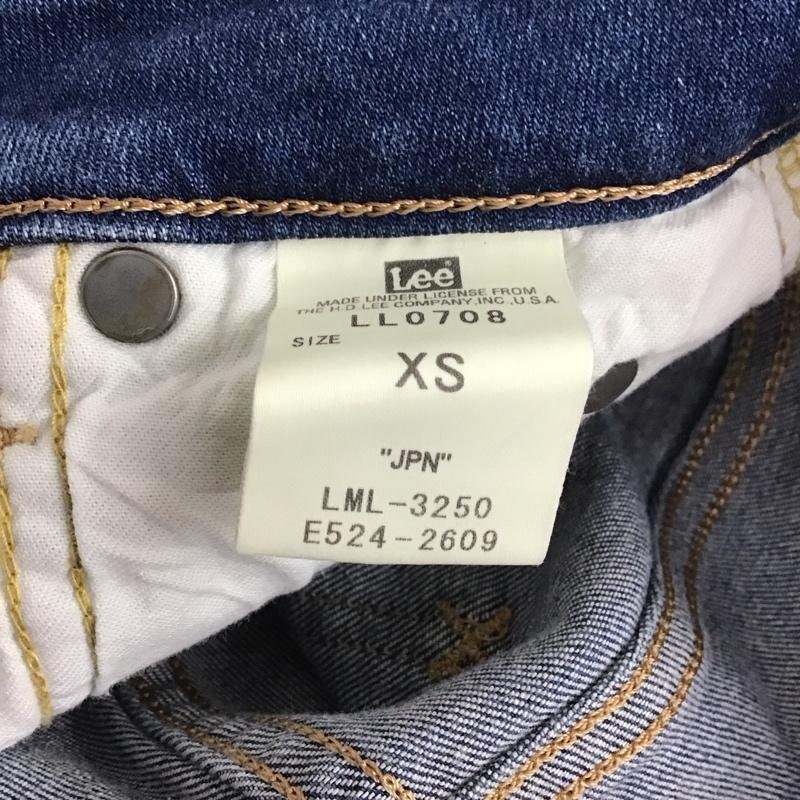 Lee®
MADE UNDER LICENSE FROM
THE H.D. LEE COMPANY, INC., U.S.A.
LL0708
SIZE
XS
"JPN"
LML-3250
E524-2609